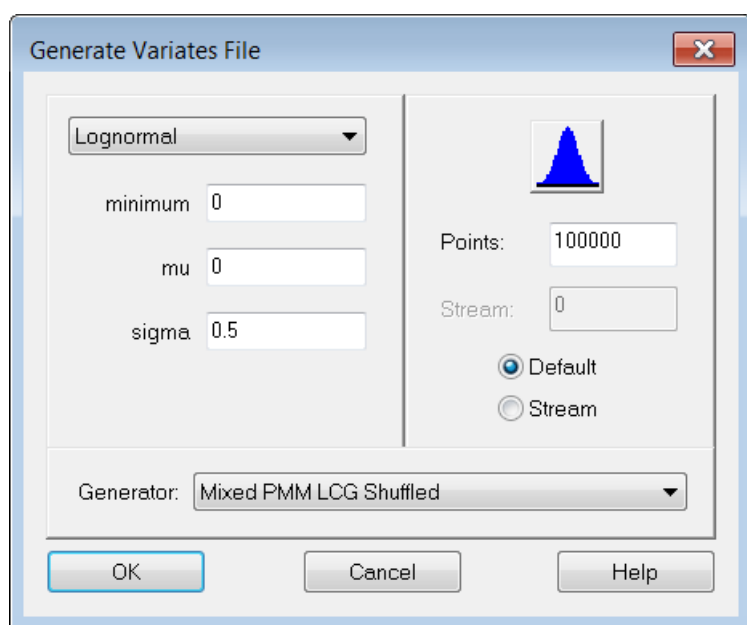 Generate Variates File
Lognormal
minimum 0
mu 0
sigma 0.5
Points: 100000
Stream: 0
Default
Stream
Generator: Mixed PMM LCG Shuffled
OK Cancel Help